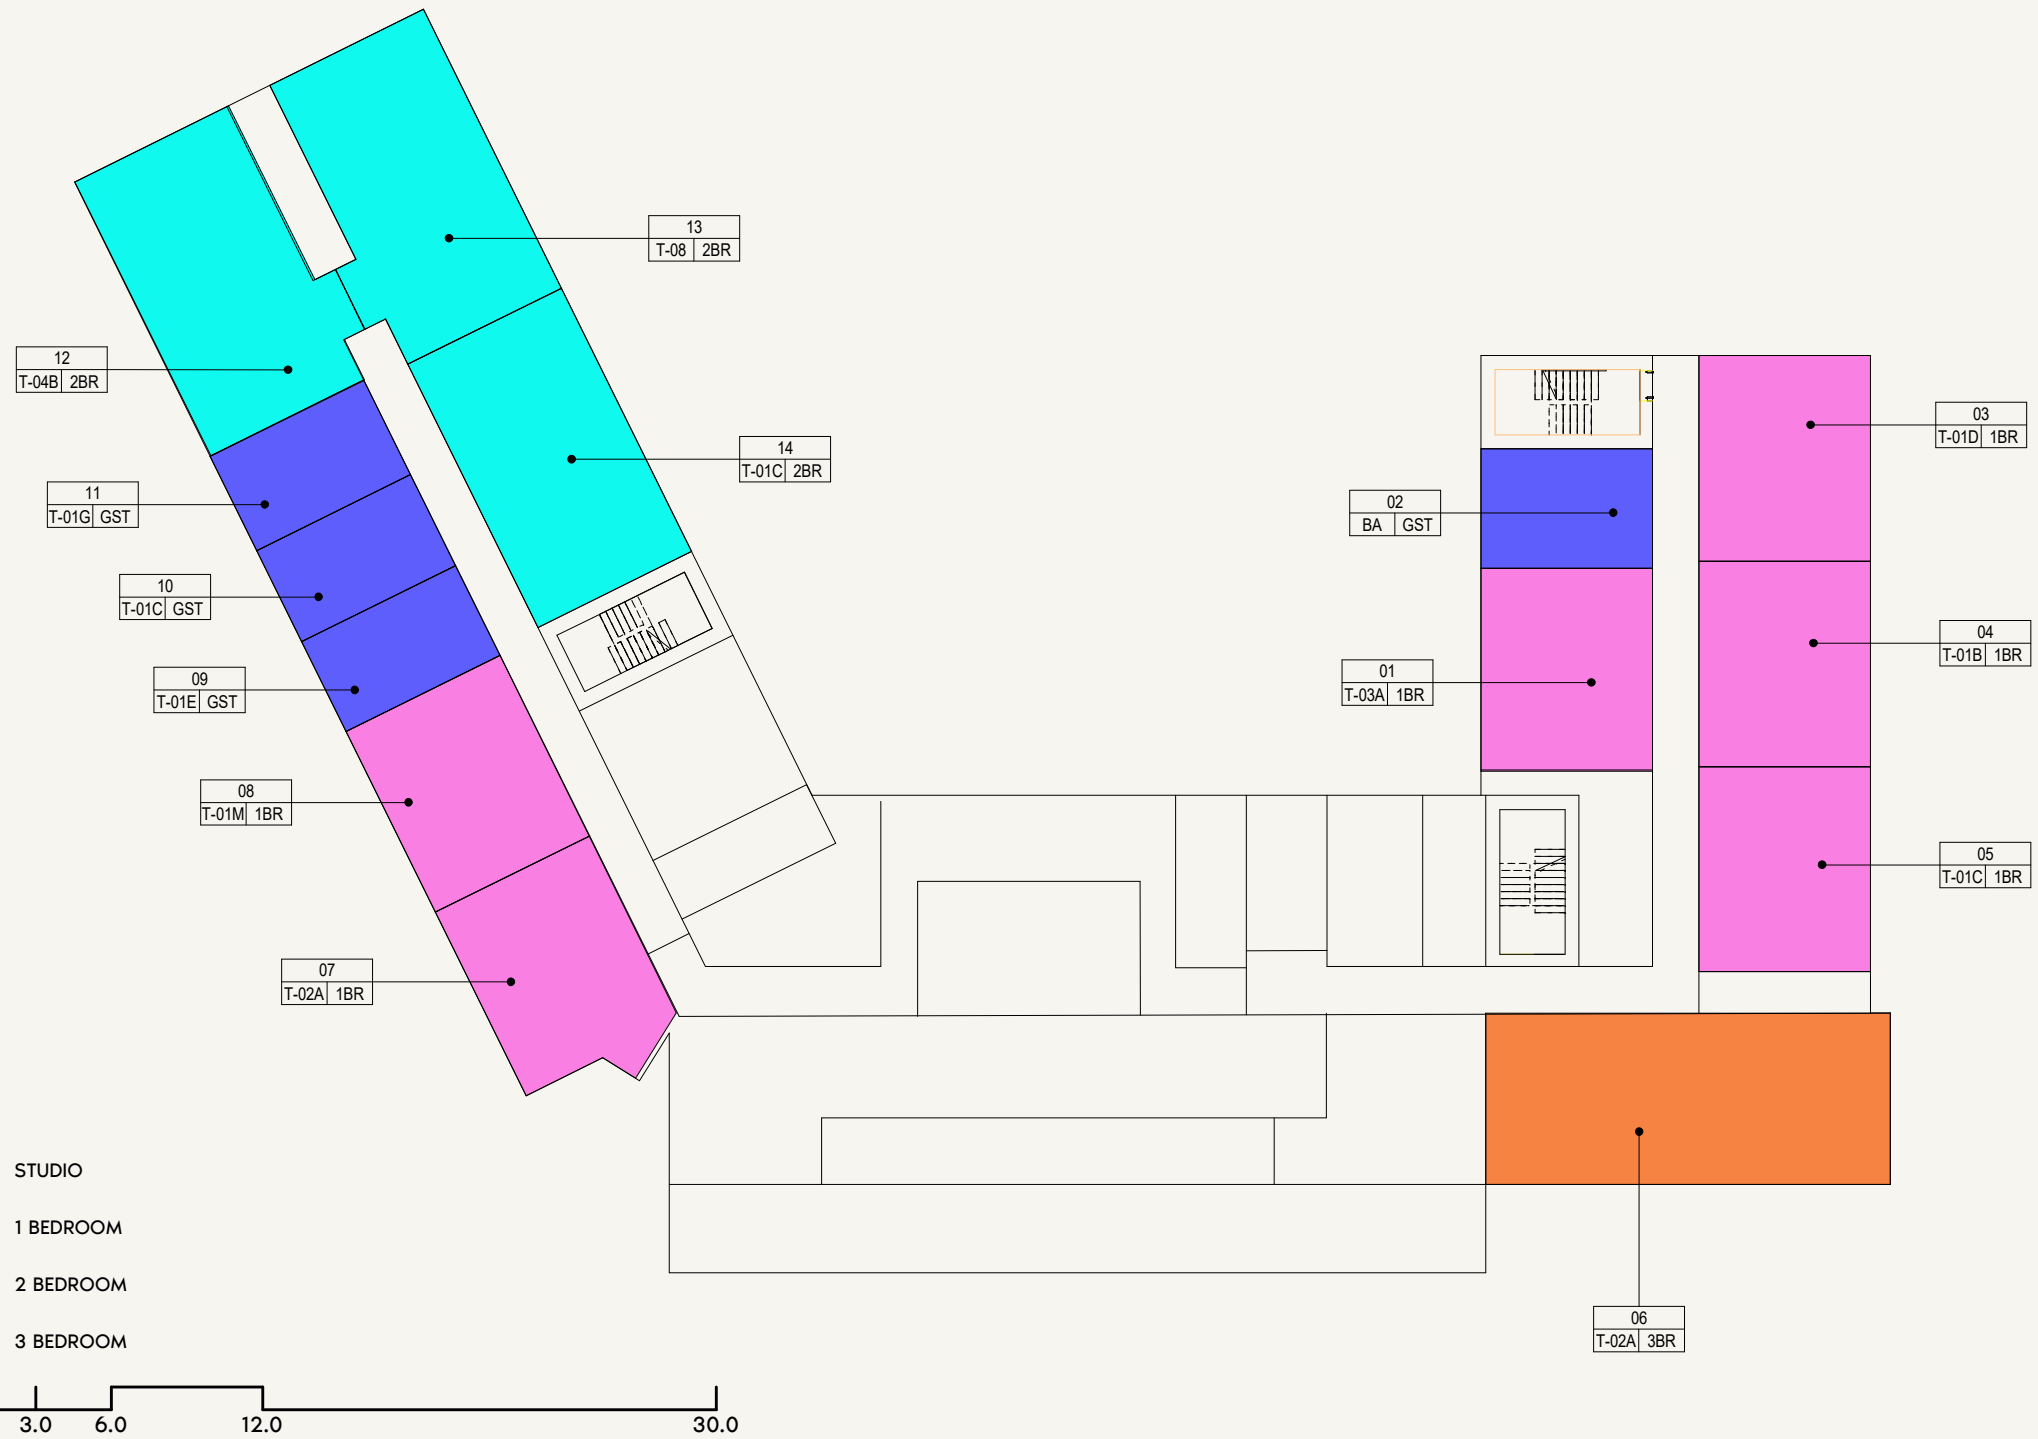 13
T-08 2BR
12
T-04B 2BR
03
T-01D 1BR
14
T-01C 2BR
11
T-01G GST
02
BA GST
10
T-01C GST
04
T-01B 1BR
01
T-03A 1BR
09
T-01E GST
08
T-01M 1BR
05
T-01C 1BR
07
T-02A 1BR
06
T-02A 3BR
STUDIO
1 BEDROOM
2 BEDROOM
3 BEDROOM
3.0 6.0 12.0 30.0